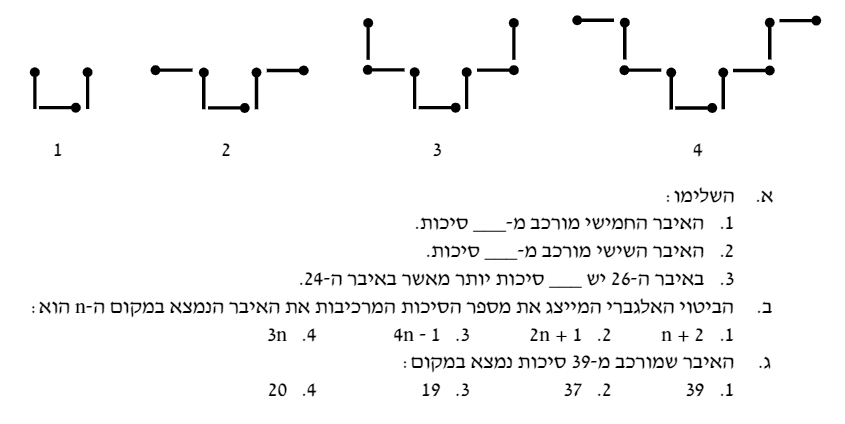 1 2 3 4
א. השלימו:
1. האיבר החמישי מורכב מ-___ סיכות.
2. האיבר השישי מורכב מ-___ סיכות.
3. באיבר ה-26 יש ___ סיכות יותר מאשר באיבר ה-24.
ב. הביטוי האלגברי המייצג את מספר הסיכות המרכיבות את האיבר הנמצא במקום ה-n הוא:
1. n + 2 2. 2n + 1 3. 4n - 1 4. 3n
ג. האיבר שמורכב מ-39 סיכות נמצא במקום:
1. 39 2. 37 3. 19 4. 20